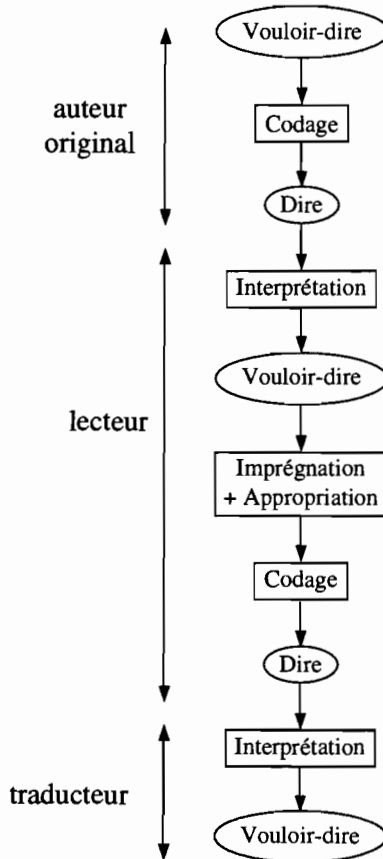 Vouloir-dire
auteur
original
Codage
Dire
Interprétation
Vouloir-dire
lecteur
Imprégnation
+ Appropriation
Codage
Dire
Interprétation
traducteur
Vouloir-dire